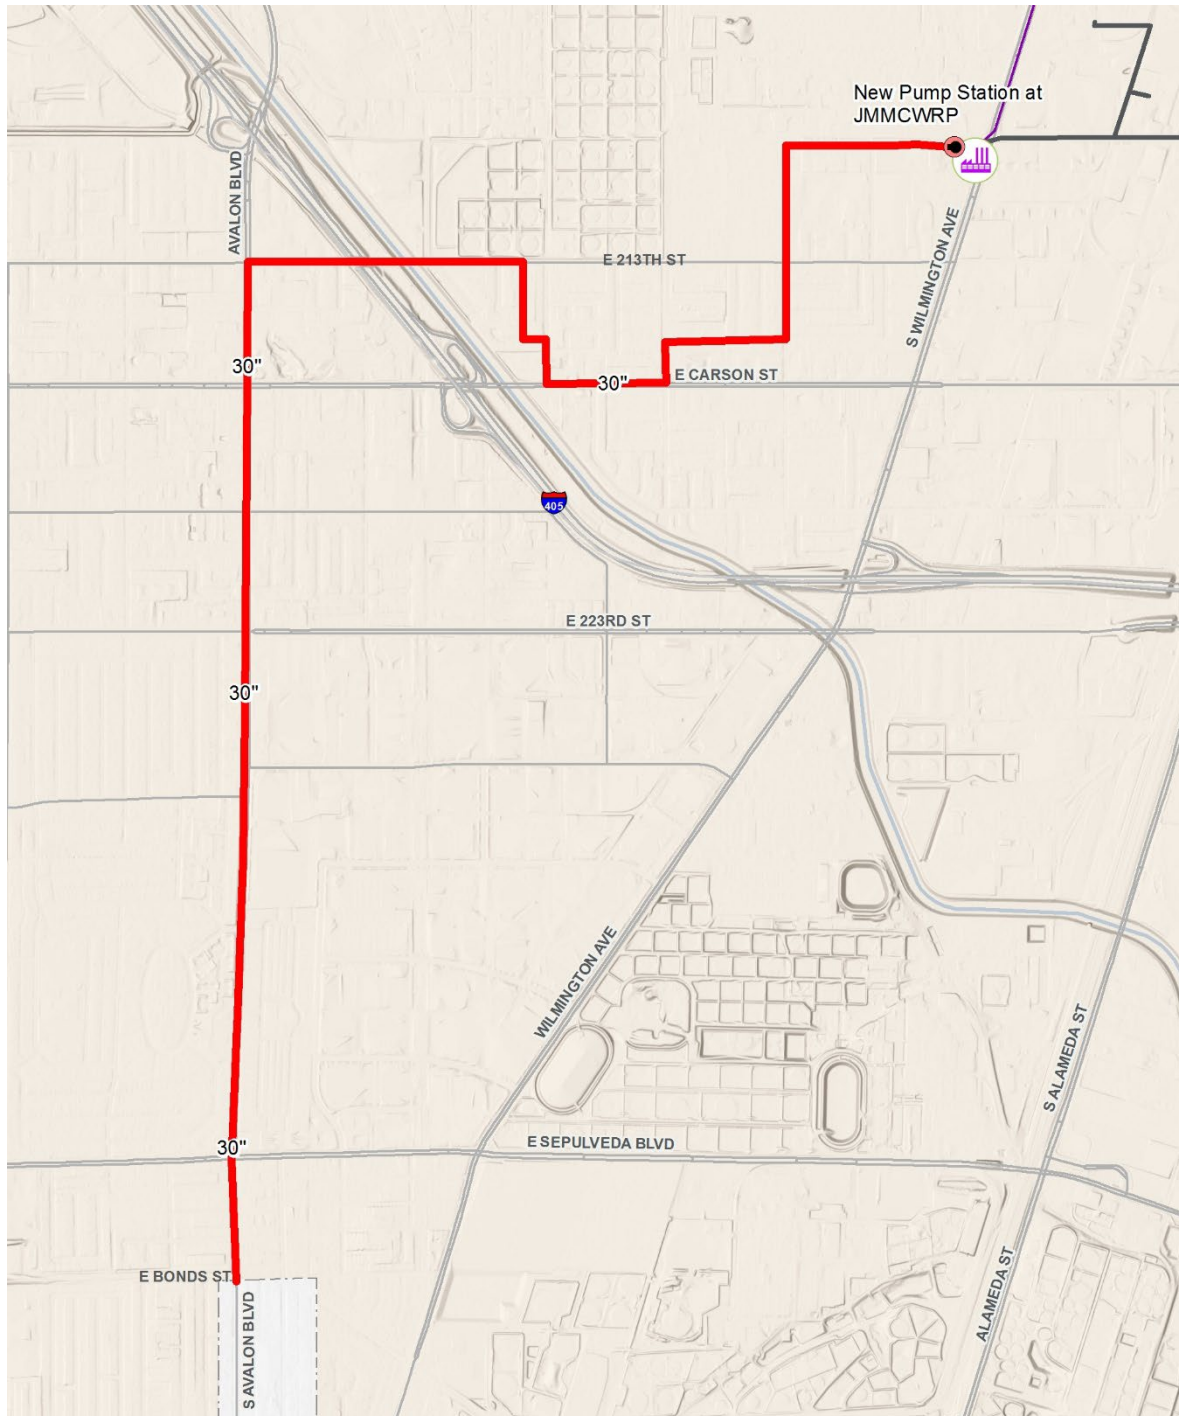 New Pump Station at
JMMCWRP
AVALON BLVD
E 213TH ST
S WILMINGTON AVE
30"
30"
E CARSON ST
405
E 223RD ST
30"
WILMINGTON AVE
S ALAMEDA ST
30"
E SEPULVEDA BLVD
E BONDS ST
S AVALON BLVD
ALAMEDA ST